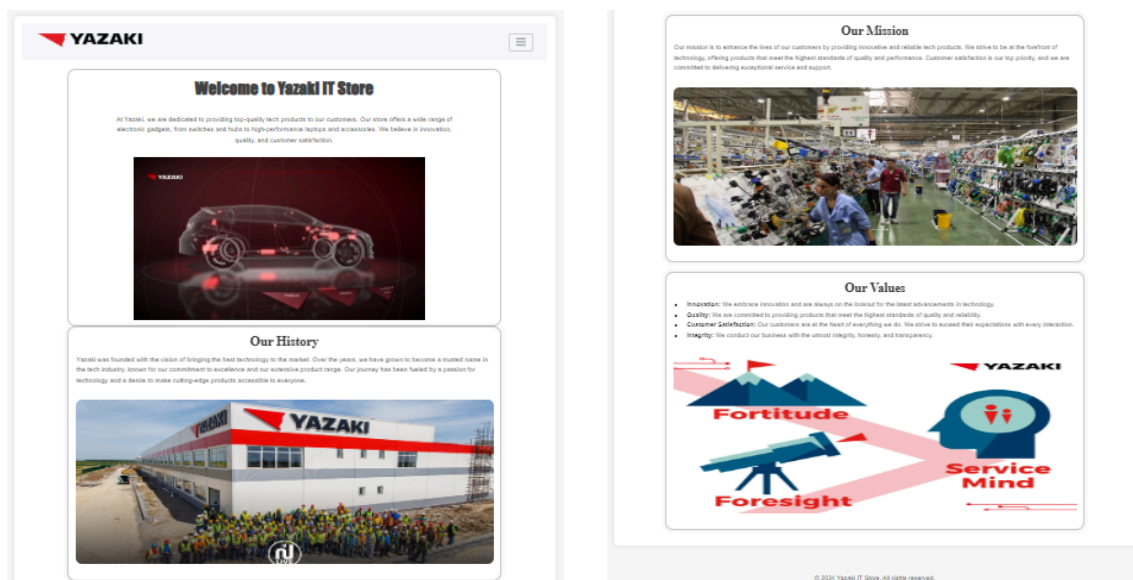 YAZAKI
Welcome to Yazaki IT Store
At Yazaki, we are dedicated to providing top-quality tech products to our customers. Our store offers a wide range of
electronic gadgets, from switches and hubs to high-performance laptops and accessories. We believe in innovation,
quality, and customer satisfaction.
YAZAKI
Our History
Yazaki was founded with the vision of bringing the best technology to the market. Over the years, we have grown to become a trusted name in
the tech industry, known for our commitment to excellence and our extensive product range. Our journey has been fueled by a passion for
technology and a desire to make cutting-edge products accessible to everyone.
YAZAKI
YAZAKI
LIVE
Our Mission
Our mission is to enhance the lives of our customers by providing innovative and reliable tech products. We strive to be at the forefront of
technology, offering products that meet the highest standards of quality and performance. Customer satisfaction is our top priority, and we are
committed to delivering exceptional service and support.
Our Values
Innovation: We embrace innovation and are always on the lookout for the latest advancements in technology.
Quality: We are committed to providing products that meet the highest standards of quality and reliability.
Customer Satisfaction: Our customers are at the heart of everything we do. We strive to exceed their expectations with every interaction.
Integrity: We conduct our business with the utmost integrity, honesty, and transparency.
YAZAKI
Fortitude
Service
Mind
Foresight
© 2024 Yazaki IT Store. All rights reserved.